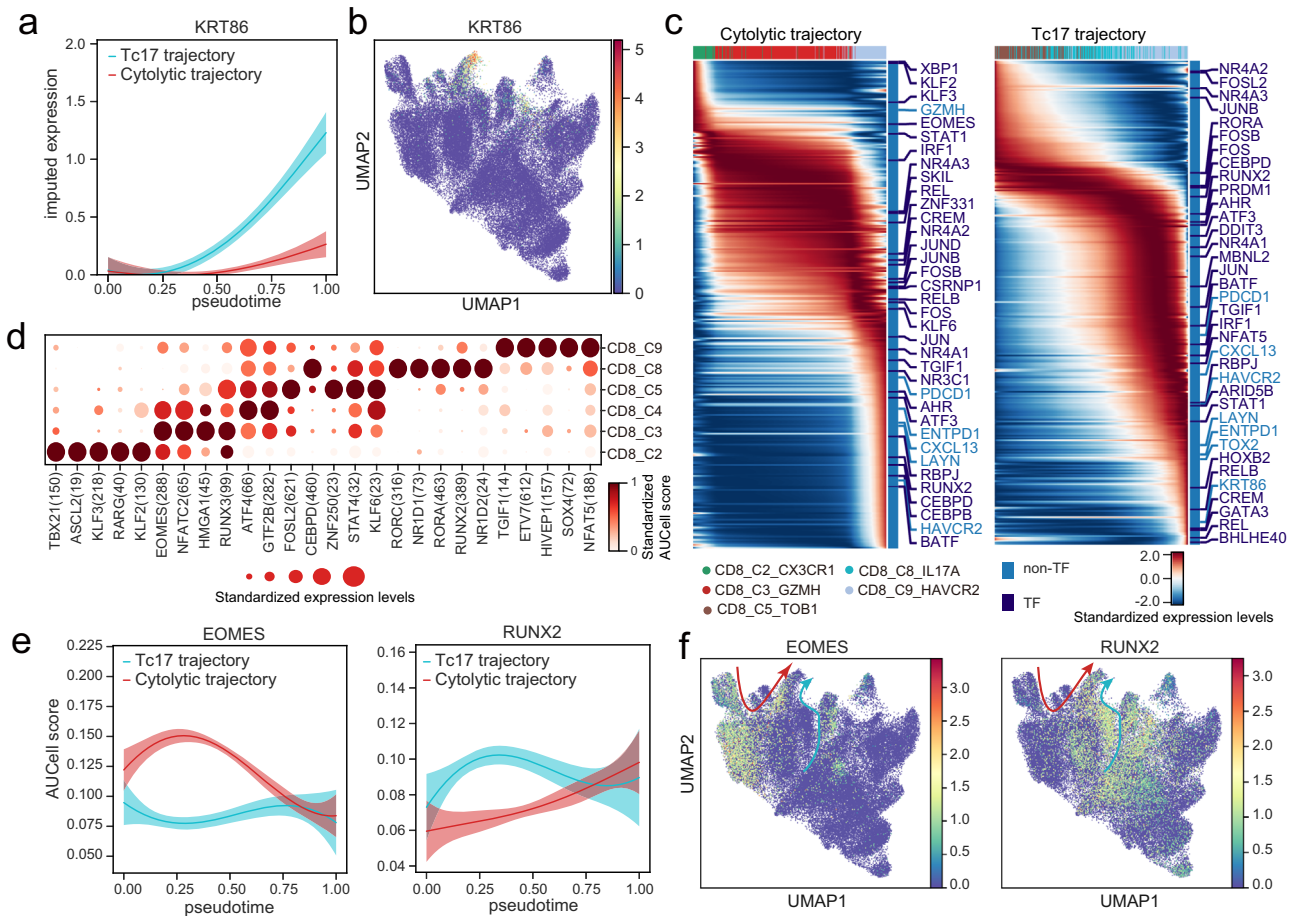 a
KRT86
Tc17 trajectory
Cytolytic trajectory
2.0
1.5
1.0
0.5
0.0
imputed expression
0.00
0.25
0.50
0.75
1.00
pseudotime
b
KRT86
UMAP2
UMAP1
5
4
3
2
1
0
c
Cytolytic trajectory
XBP1
KLF2
KLF3
GZMH
EOMES
STAT1
IRF1
NR4A3
SKIL
REL
ZNF331
CREM
NR4A2
JUND
JUNB
FOSB
CSRNP1
RELB
FOS
KLF6
JUN
NR4A1
TGIF1
NR3C1
PDCD1
AHR
ATF3
ENTPD1
CXCL13
LAYN
RBPJ
RUNX2
CEBPD
CEBPB
HAVCR2
BATF
Tc17 trajectory
NR4A2
FOSL2
NR4A3
JUNB
RORA
FOSB
FOS
CEBPD
RUNX2
PRDM1
AHR
ATF3
DDIT3
NR4A1
MBNL2
JUN
BATF
PDCD1
TGIF1
IRF1
NFAT5
CXCL13
RBPJ
HAVCR2
ARID5B
STAT1
LAYN
ENTPD1
TOX2
HOXB2
RELB
KRT86
CREM
GATA3
REL
BHLHE40
CD8_C2_CX3CR1
CD8_C3_GZMH
CD8_C5_TOB1
CD8_C8_IL17A
CD8_C9_HAVCR2
non-TF
TF
2.0
0.0
-2.0
Standardized expression levels
d
CD8_C9
CD8_C8
CD8_C5
CD8_C4
CD8_C3
CD8_C2
TBX21(150)
ASCL2(19)
KLF3(218)
RARG(40)
KLF2(130)
EOMES(288)
NFATC2(65)
HMGA1(45)
RUNX3(99)
ATF4(66)
GTF2B(282)
FOSL2(621)
CEBPD(460)
ZNF250(23)
STAT4(32)
KLF6(23)
RORC(316)
NR1D1(73)
RORA(463)
RUNX2(389)
NR1D2(24)
TGIF1(14)
ETV7(612)
HIVEP1(157)
SOX4(72)
NFAT5(188)
1
0
Standardized
AUCell score
Standardized expression levels
e
EOMES
Tc17 trajectory
Cytolytic trajectory
0.225
0.200
0.175
0.150
0.125
0.100
0.075
0.050
AUCell score
0.00
0.25
0.50
0.75
1.00
pseudotime
RUNX2
Tc17 trajectory
Cytolytic trajectory
0.16
0.14
0.12
0.10
0.08
0.06
0.04
0.00
0.25
0.50
0.75
1.00
pseudotime
f
EOMES
UMAP2
UMAP1
3.0
2.5
2.0
1.5
1.0
0.5
0.0
RUNX2
UMAP1
3.0
2.5
2.0
1.5
1.0
0.5
0.0